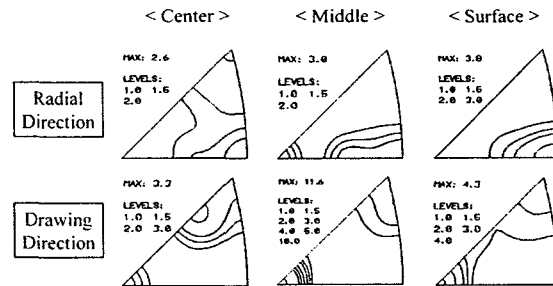 < Center >
< Middle >
< Surface >
Radial
Direction
MAX: 2.6
LEVELS:
1.0 1.5
2.0
MAX: 3.0
LEVELS:
1.0 1.5
2.0
MAX: 3.8
LEVELS:
1.0 1.5
2.0 3.0
Drawing
Direction
MAX: 3.3
LEVELS:
1.0 1.5
2.0 3.0
MAX: 11.6
LEVELS:
1.0 1.5
2.0 3.0
4.0 6.0
10.0
MAX: 4.3
LEVELS:
1.0 1.5
2.0 3.0
4.0